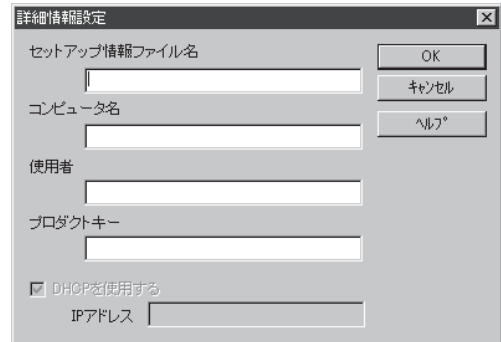 詳細情報設定
セットアップ情報ファイル名
OK
キャンセル
コンピュータ名
ヘルプ
使用者
プロダクトキー
DHCPを使用する
IPアドレス